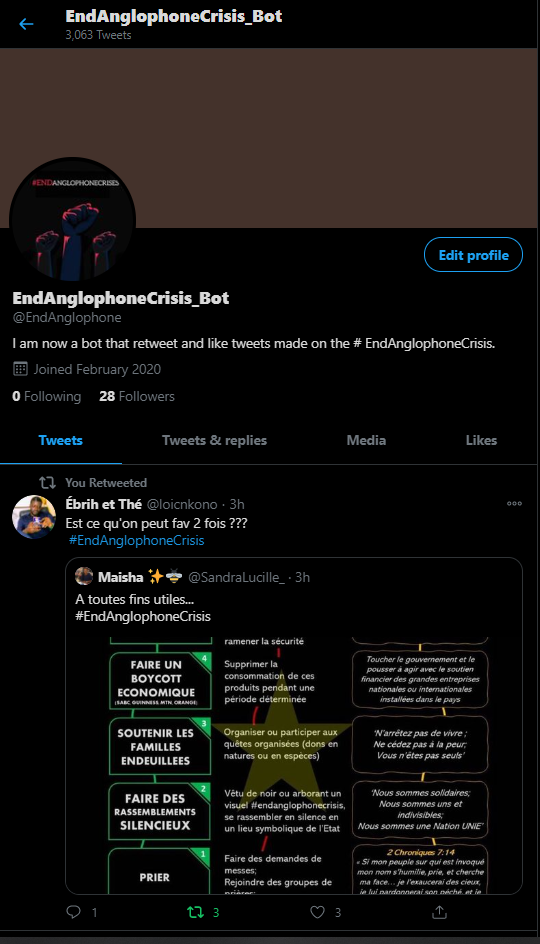 EndAnglophoneCrisis_Bot
3,063 Tweets
#ENDANGLOPHONECRISES
Edit profile
EndAnglophoneCrisis_Bot
@EndAnglophone
I am now a bot that retweet and like tweets made on the # EndAnglophoneCrisis.
Joined February 2020
0 Following 28 Followers
Tweets Tweets & replies Media Likes
You Retweeted
Ébrih et Thé @loicnkono · 3h
Est ce qu'on peut fav 2 fois ???
#EndAnglophoneCrisis
Maisha ✨🐝 @SandraLucille_ · 3h
A toutes fins utiles...
#EndAnglophoneCrisis
ramener la sécurité
4
FAIRE UN
BOYCOTT
ECONOMIQUE
(SABC, GUINNESS, MTN, ORANGE)
Supprimer la
consommation de ces
produits pendant une
période déterminée
Toucher le gouvernement et le
pousser à agir avec le soutien
financier des grandes entreprises
nationales ou internationales
installées dans le pays
3
SOUTENIR LES
FAMILLES
ENDEUILLEES
Organiser ou participer aux
quêtes organisées (dons en
natures ou en espèces)
'N'arrêtez pas de vivre ;
Ne cédez pas à la peur;
Vous n'êtes pas seuls'
2
FAIRE DES
RASSEMBLEMENTS
SILENCIEUX
Vêtu de noir ou arborant un
visuel #endanglophonecrisis,
se rassembler en silence en
un lieu symbolique de l'Etat
'Nous sommes solidaires;
Nous sommes uns et
indivisibles;
Nous sommes une Nation UNIE'
1
PRIER
Faire des demandes de
messes;
Rejoindre des groupes de
prières;
2 Chroniques 7:14
« Si mon peuple sur qui est invoqué
mon nom s'humilie, prie, et cherche
ma face... je l'exaucerai des cieux,
je lui pardonnerai son péché, et je
1 3 3